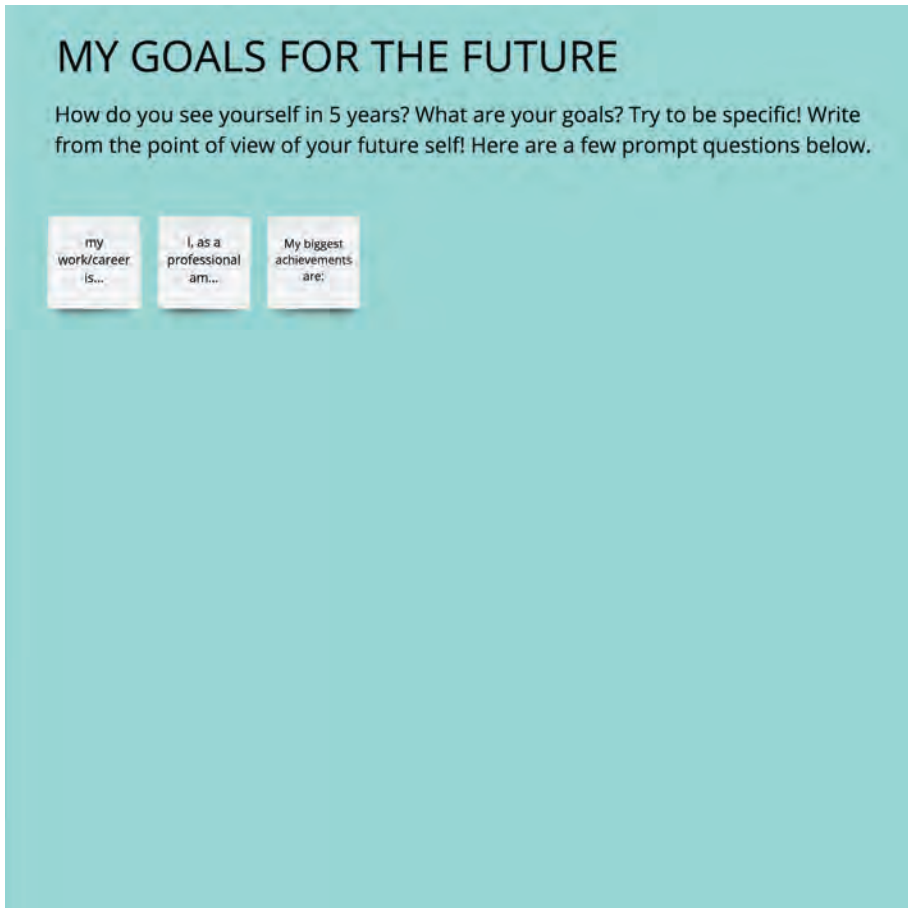 MY GOALS FOR THE FUTURE
How do you see yourself in 5 years? What are your goals? Try to be specific! Write
from the point of view of your future self! Here are a few prompt questions below.
my
work/career
is...
I, as a
professional
am...
My biggest
achievements
are: